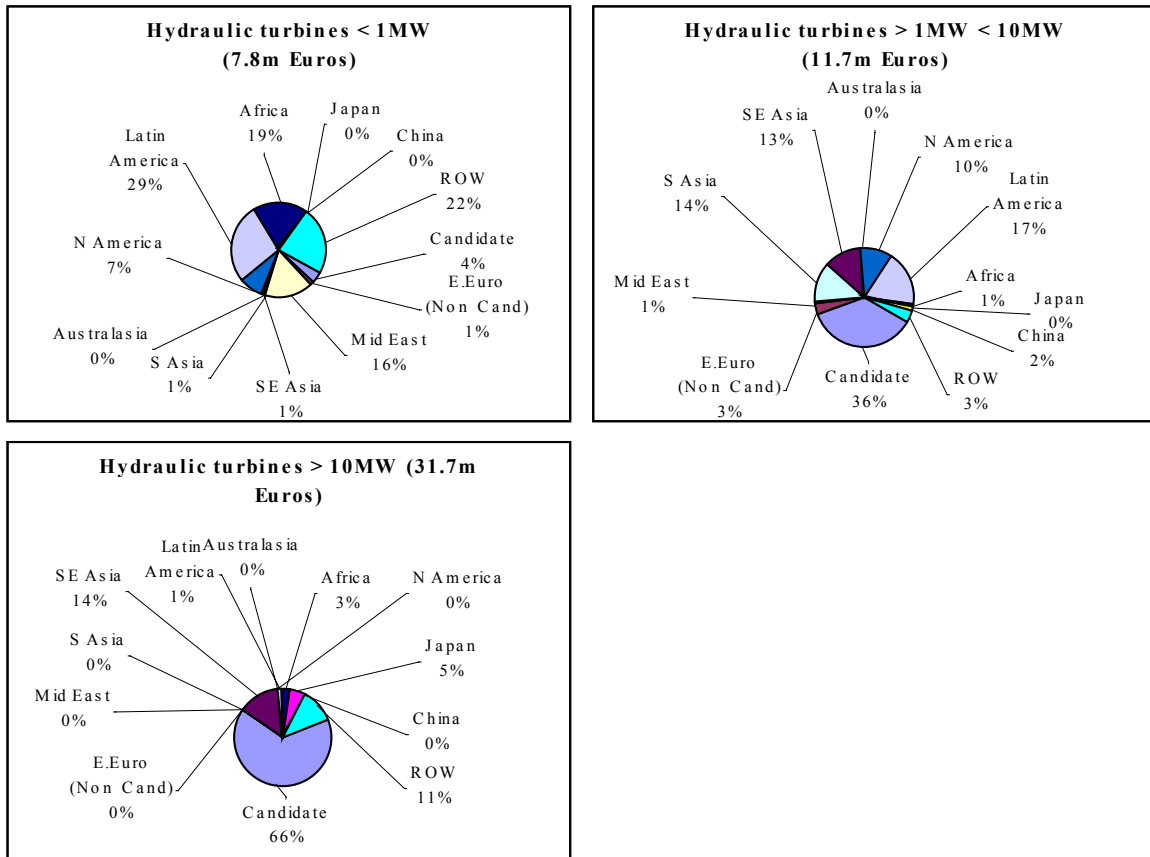 Hydraulic turbines < 1MW
(7.8m Euros)
Africa
19%
Japan
0%
China
0%
Latin
America
29%
ROW
22%
N America
7%
Candidate
4%
E.Euro
(Non Cand)
1%
Australasia
0%
S Asia
1%
SE Asia
1%
Mid East
16%
Hydraulic turbines > 1MW < 10MW
(11.7m Euros)
Australasia
0%
SE Asia
13%
N America
10%
S Asia
14%
Latin
America
17%
Mid East
1%
Africa
1%
Japan
0%
China
2%
E.Euro
(Non Cand)
3%
Candidate
36%
ROW
3%
Hydraulic turbines > 10MW (31.7m
Euros)
Latin
America
1%
Australasia
0%
SE Asia
14%
Africa
3%
N America
0%
S Asia
0%
Japan
5%
Mid East
0%
China
0%
E.Euro
(Non Cand)
0%
ROW
11%
Candidate
66%